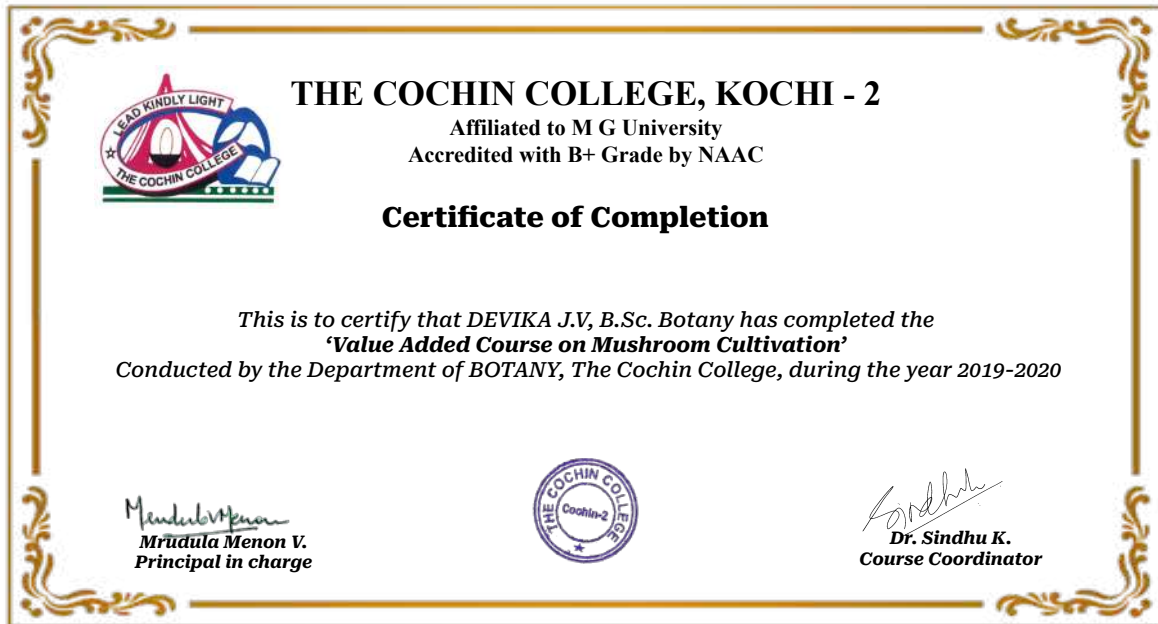 LEAD KINDLY LIGHT
THE COCHIN COLLEGE
THE COCHIN COLLEGE, KOCHI - 2
Affiliated to M G University
Accredited with B+ Grade by NAAC
Certificate of Completion
This is to certify that DEVIKA J.V, B.Sc. Botany has completed the
‘Value Added Course on Mushroom Cultivation’
Conducted by the Department of BOTANY, The Cochin College, during the year 2019-2020
THE COCHIN COLLEGE
Cochin-2
Sindhu
Mrudula Menon V.
Principal in charge
Dr. Sindhu K.
Course Coordinator